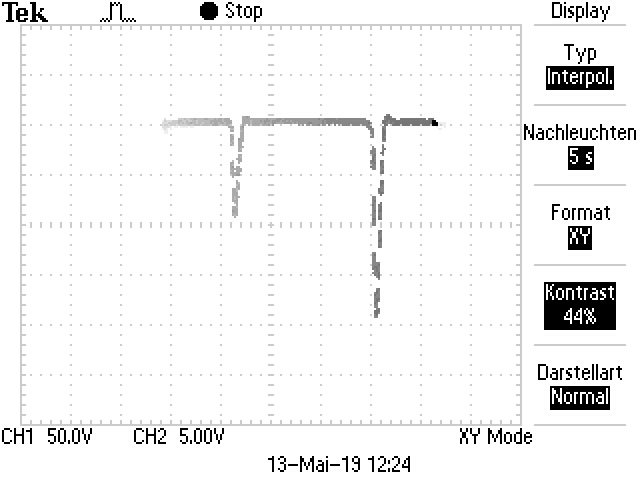 Tek Stop
Display
Typ
Interpol.
Nachleuchten
5 s
Format
XY
Kontrast
44%
Darstellart
Normal
CH1 50.0V CH2 5.00V XY Mode
13-Mai-19 12:24